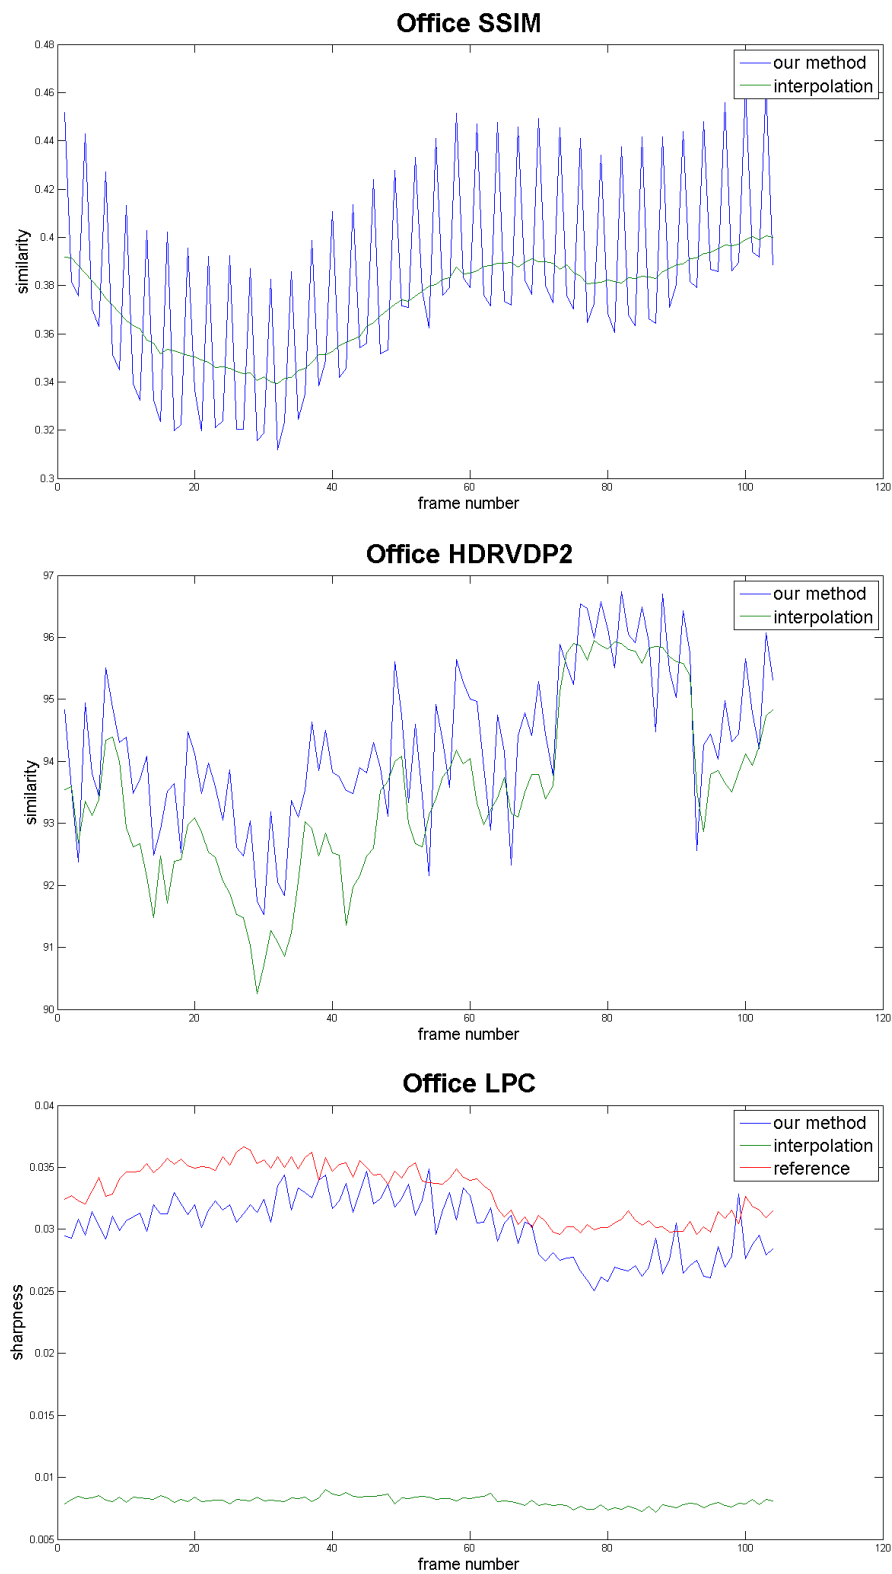 Office SSIM
0.48
0.46
0.44
0.42
0.4
0.38
0.36
0.34
0.32
0.3
similarity
our method
interpolation
0 20 40 60 80 100 120
frame number
Office HDRVDP2
97
96
95
94
93
92
91
90
similarity
our method
interpolation
0 20 40 60 80 100 120
frame number
Office LPC
0.04
0.035
0.03
0.025
0.02
0.015
0.01
0.005
sharpness
our method
interpolation
reference
0 20 40 60 80 100 120
frame number